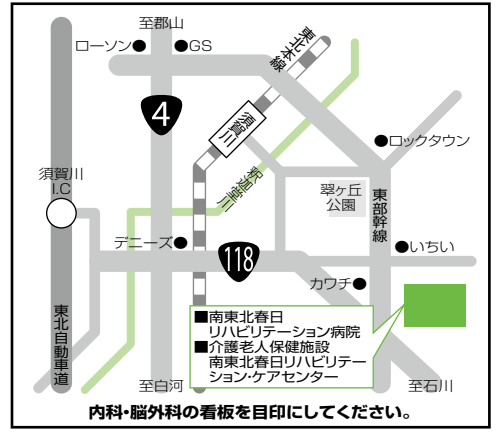 至郡山
ローソン●
●GS
東北本線
4
須賀川
●ロックタウン
須賀川
I.C
釈迦堂川
翠ヶ丘
公園
東部幹線
デニーズ●
118
●いちい
カワチ●
東北自動車道
■南東北春日
リハビリテーション病院
■介護老人保健施設
南東北春日リハビリテー
ション・ケアセンター
至白河
至石川
内科・脳外科の看板を目印にしてください。